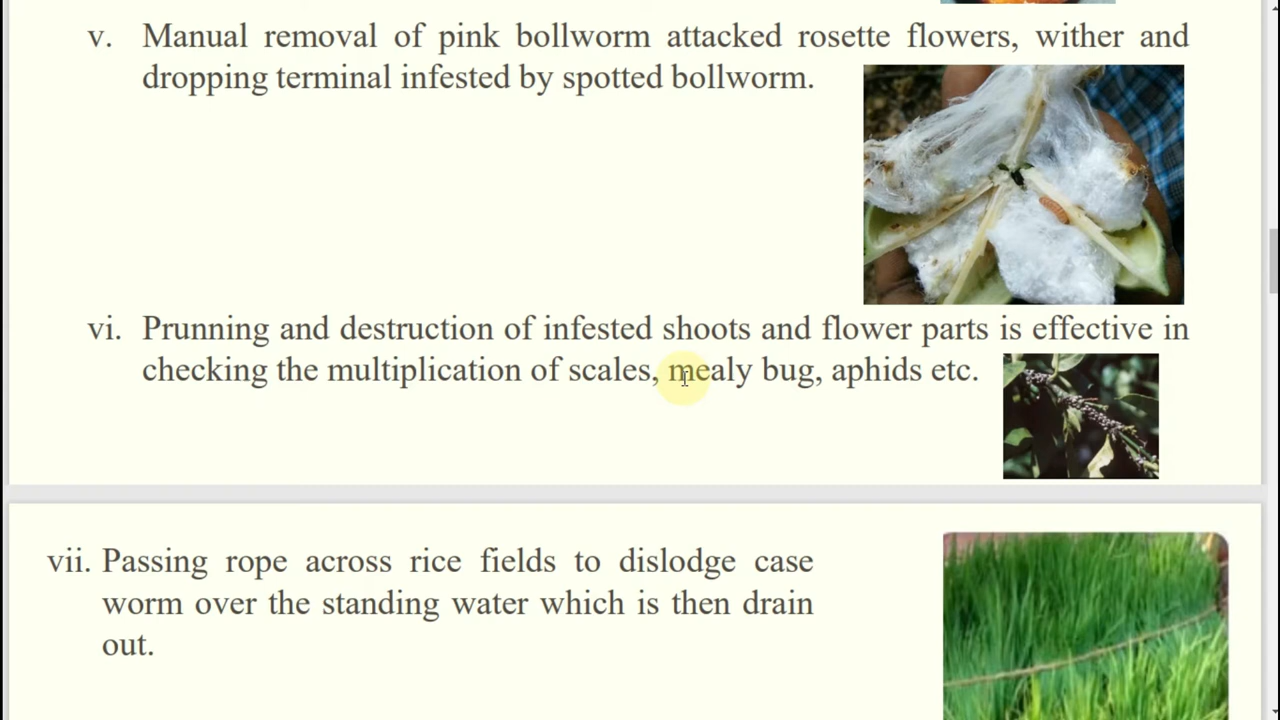 v. Manual removal of pink bollworm attacked rosette flowers, wither and
dropping terminal infested by spotted bollworm.
vi. Prunning and destruction of infested shoots and flower parts is effective in
checking the multiplication of scales, mealy bug, aphids etc.
vii. Passing rope across rice fields to dislodge case
worm over the standing water which is then drain
out.